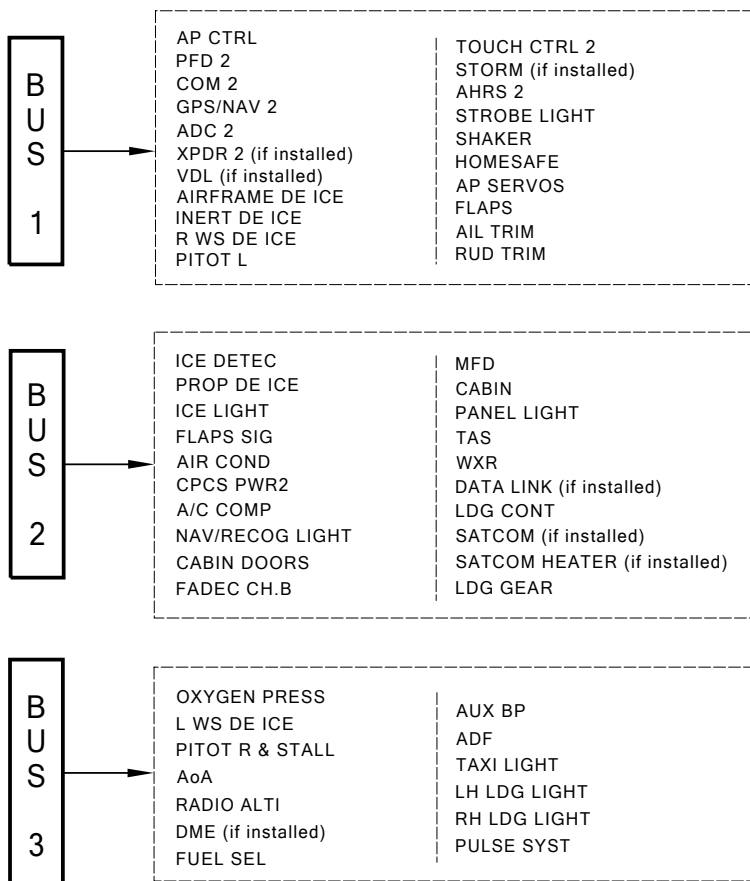 BUS 1
AP CTRL
PFD 2
COM 2
GPS/NAV 2
ADC 2
XPDR 2 (if installed)
VDL (if installed)
AIRFRAME DE ICE
INERT DE ICE
R WS DE ICE
PITOT L
TOUCH CTRL 2
STORM (if installed)
AHRS 2
STROBE LIGHT
SHAKER
HOMESAFE
AP SERVOS
FLAPS
AIL TRIM
RUD TRIM
BUS 2
ICE DETEC
PROP DE ICE
ICE LIGHT
FLAPS SIG
AIR COND
CPCS PWR2
A/C COMP
NAV/RECOG LIGHT
CABIN DOORS
FADEC CH.B
MFD
CABIN
PANEL LIGHT
TAS
WXR
DATA LINK (if installed)
LDG CONT
SATCOM (if installed)
SATCOM HEATER (if installed)
LDG GEAR
BUS 3
OXYGEN PRESS
L WS DE ICE
PITOT R & STALL
AoA
RADIO ALTI
DME (if installed)
FUEL SEL
AUX BP
ADF
TAXI LIGHT
LH LDG LIGHT
RH LDG LIGHT
PULSE SYST